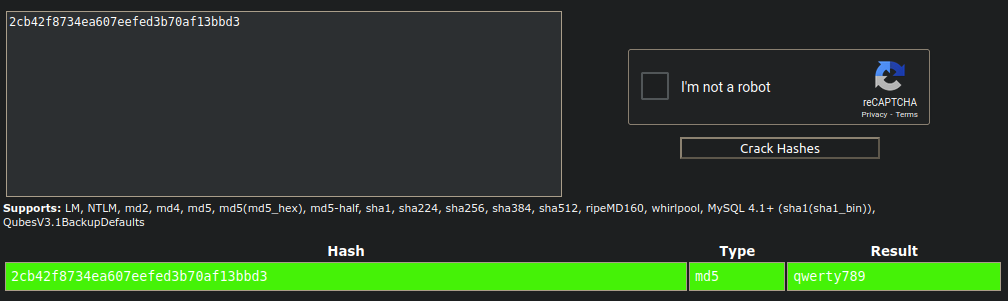 2cb42f8734ea607eefed3b70af13bbd3
I'm not a robot
reCAPTCHA
Privacy - Terms
Crack Hashes
Supports: LM, NTLM, md2, md4, md5, md5(md5_hex), md5-half, sha1, sha224, sha256, sha384, sha512, ripeMD160, whirlpool, MySQL 4.1+ (sha1(sha1_bin)),
QubesV3.1BackupDefaults
Hash Type Result
2cb42f8734ea607eefed3b70af13bbd3 md5 qwerty789